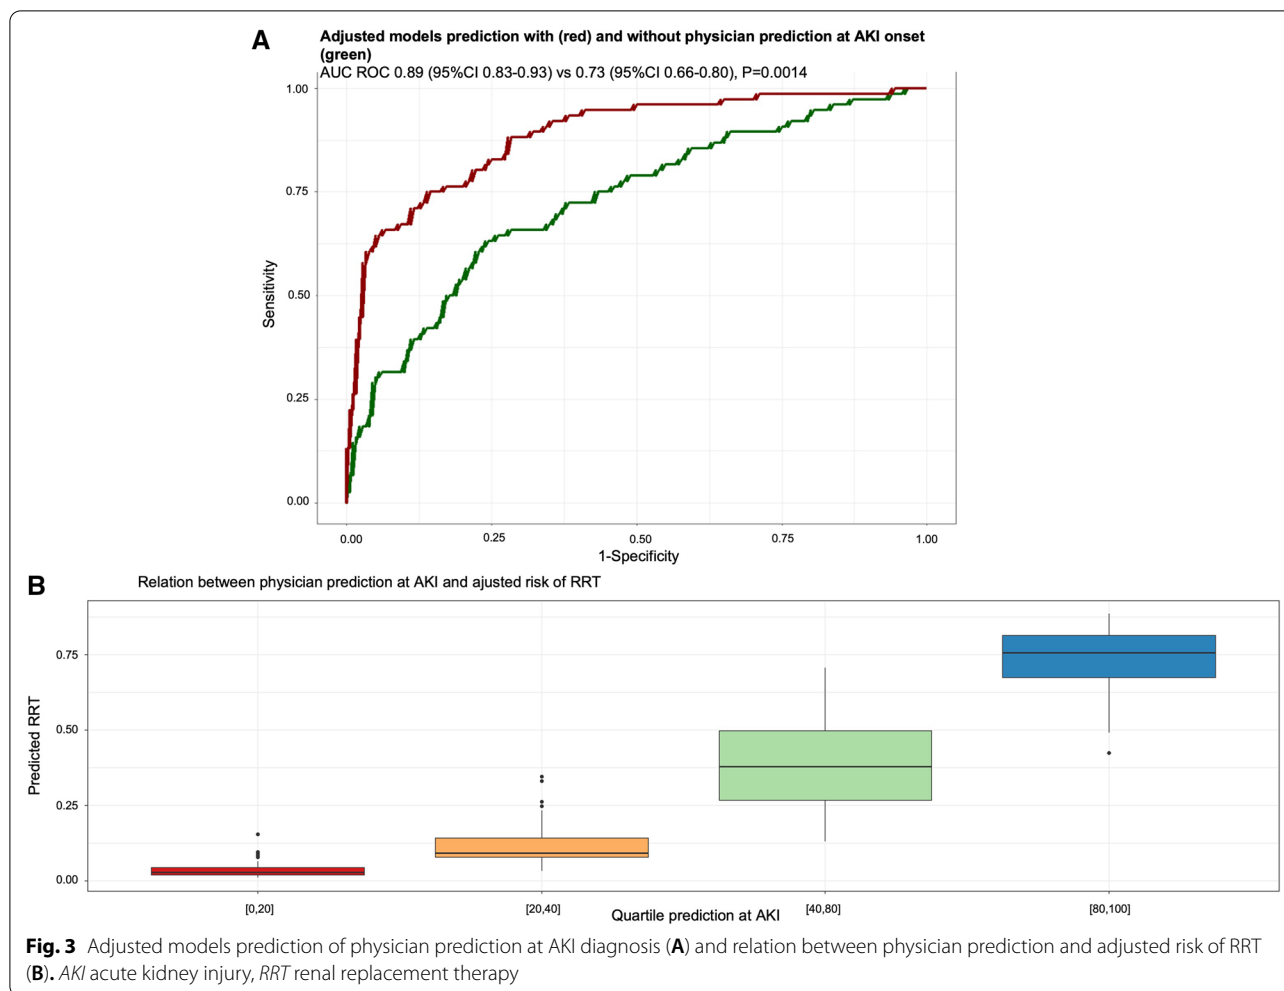 A
Adjusted models prediction with (red) and without physician prediction at AKI onset
(green)
AUC ROC 0.89 (95%CI 0.83-0.93) vs 0.73 (95%CI 0.66-0.80), P=0.0014
1.00
0.75
0.50
0.25
0.00
Sensitivity
0.00 0.25 0.50 0.75 1.00
1-Specificity
B
Relation between physician prediction at AKI and ajusted risk of RRT
0.75
0.50
0.25
0.00
Predicted RRT
[0,20] [20,40] [40,80] [80,100]
Quartile prediction at AKI
Fig. 3 Adjusted models prediction of physician prediction at AKI diagnosis (A) and relation between physician prediction and adjusted risk of RRT
(B). AKI acute kidney injury, RRT renal replacement therapy